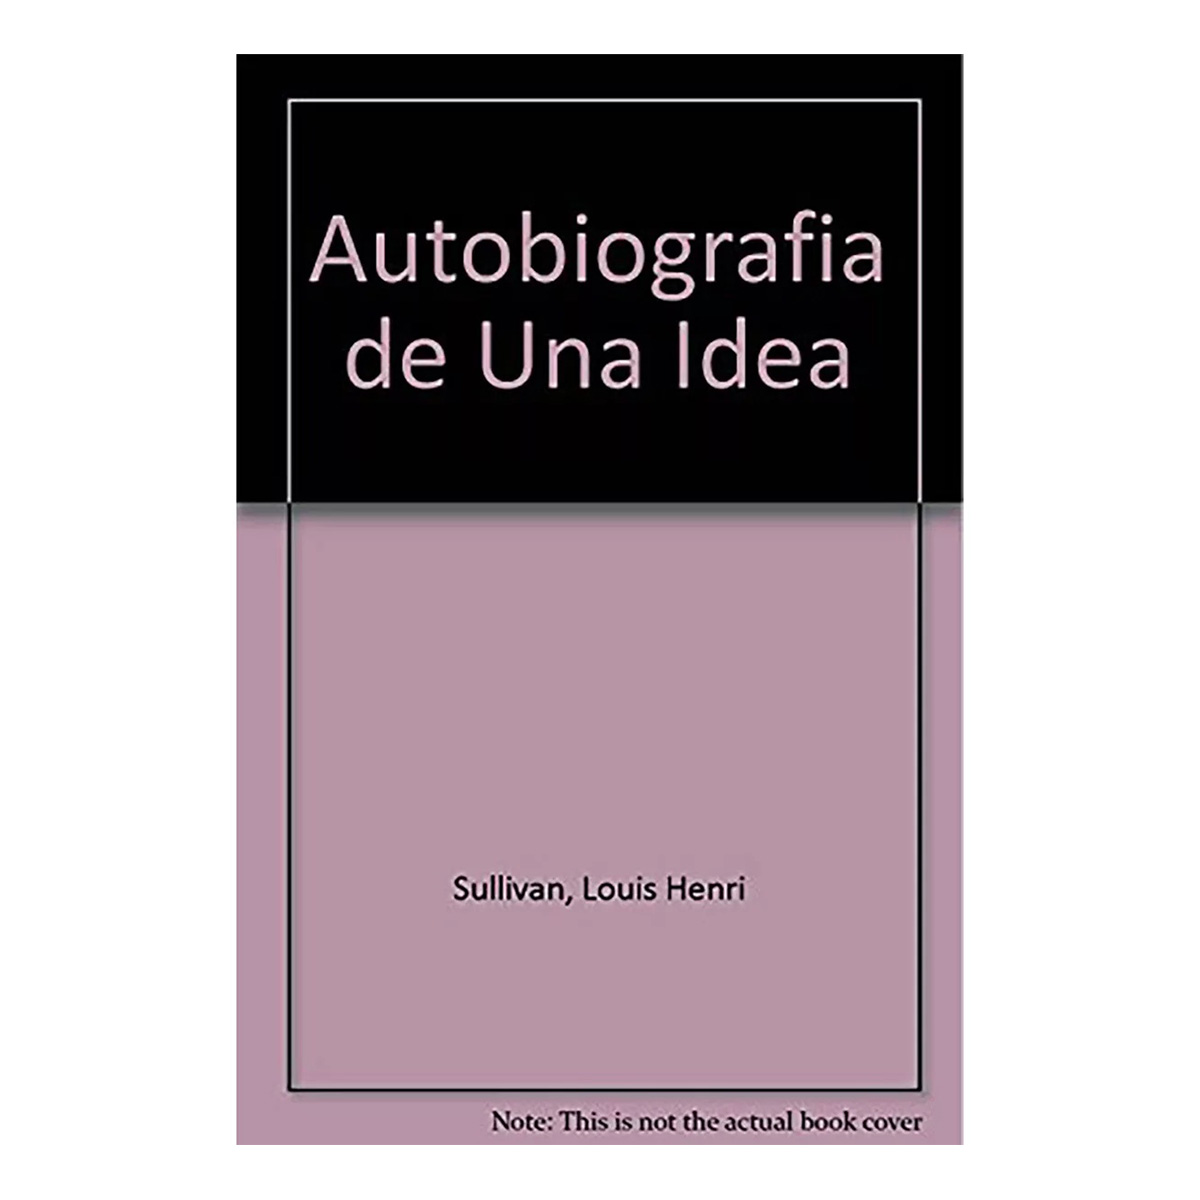 Autobiografia
de Una Idea
Sullivan, Louis Henri
Note: This is not the actual book cover